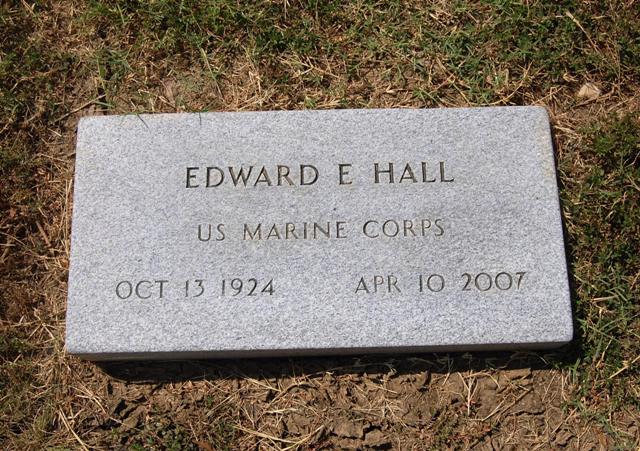 EDWARD E HALL
US MARINE CORPS
OCT 13 1924 APR 10 2007